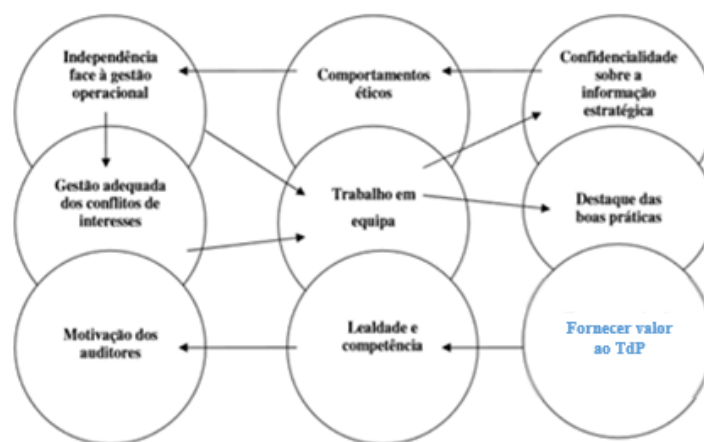 Independência
face à gestão
operacional
Comportamentos
éticos
Confidencialidade
sobre a
informação
estratégica
Gestão adequada
dos conflitos de
interesses
Trabalho em
equipa
Destaque das
boas práticas
Motivação dos
auditores
Lealdade e
competência
Fornecer valor
ao TdP